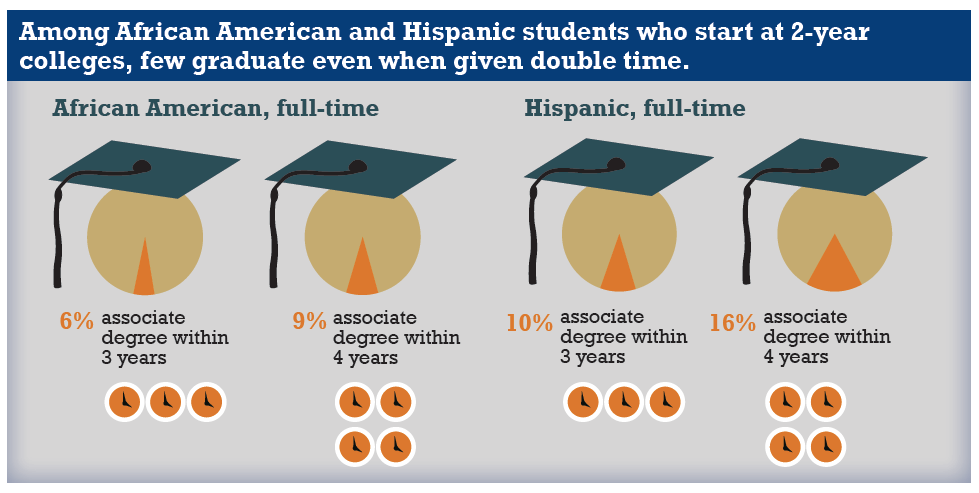 Among African American and Hispanic students who start at 2-year
colleges, few graduate even when given double time.
African American, full-time
Hispanic, full-time
6% associate
degree within
3 years
9% associate
degree within
4 years
10% associate
degree within
3 years
16% associate
degree within
4 years